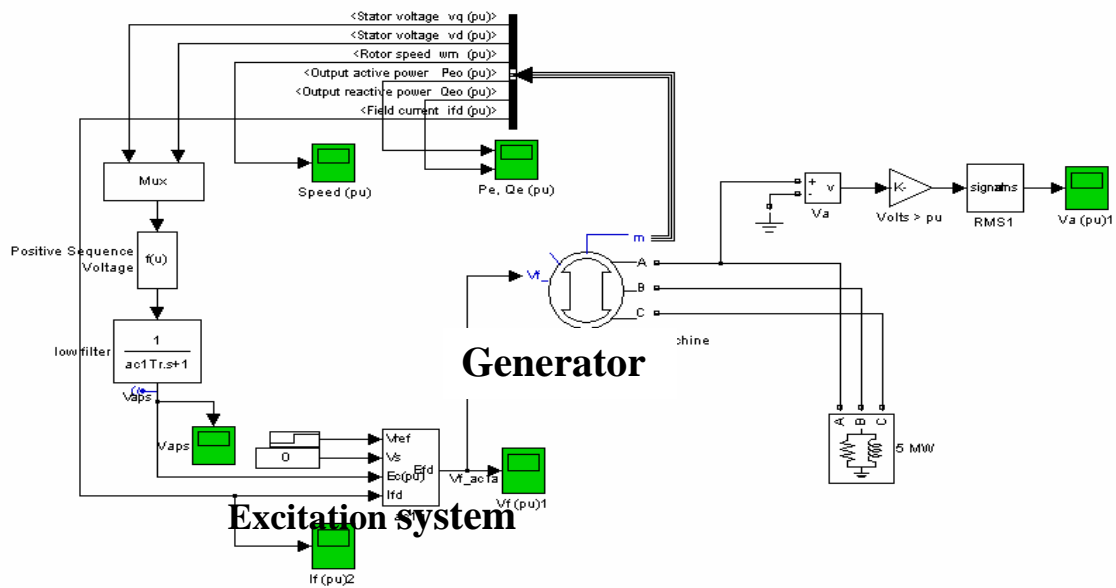 <Stator voltage vq (pu)>
<Stator voltage vd (pu)>
<Rotor speed wm (pu)>
<Output active power Peo (pu)>
<Output reactive power Qeo (pu)>
<Field current ifd (pu)>
Mux
Speed (pu)
Pe, Qe (pu)
+
-
v
Va
K-
Volts > pu
signal rms
RMS1
Va (pu)1
Positive Sequence
Voltage
f(u)
m
Vf_
A
B
C
chine
Generator
low filter
1
ac1Tr.s+1
Vaps
Vaps
0
Vref
Vs
Ec(pu)
Ifd
Efd
Vf_ac1a
Vf (pu)1
A
B
C
5 MW
Excitation system
If (pu)2